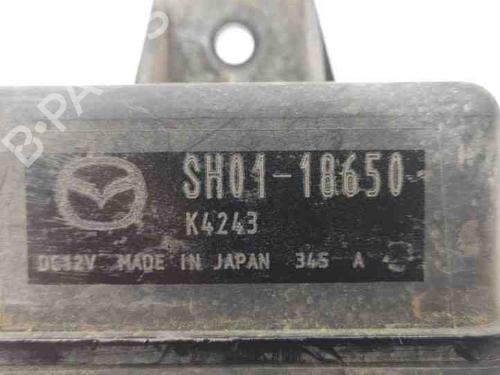 SH01-18650
K4243
DC12V MADE IN JAPAN 345 A